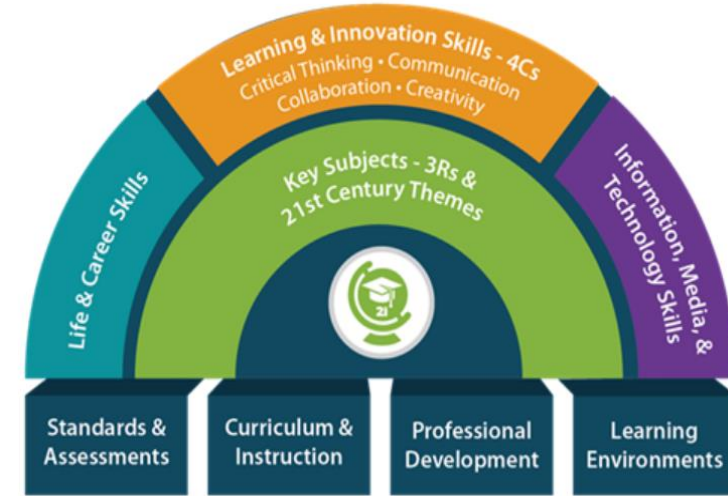 Learning & Innovation Skills - 4Cs
Critical Thinking • Communication
Collaboration • Creativity
Life & Career Skills
Key Subjects - 3Rs &
21st Century Themes
Information, Media, &
Technology Skills
21
Standards &
Assessments
Curriculum &
Instruction
Professional
Development
Learning
Environments